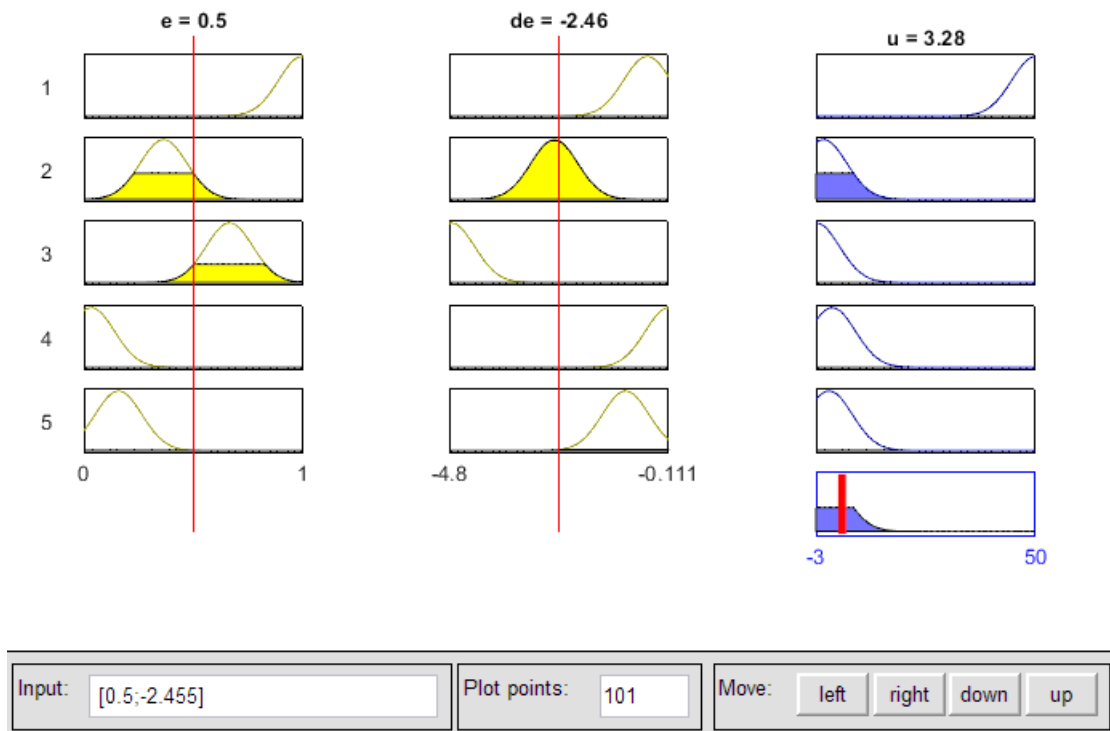 e = 0.5 de = -2.46 u = 3.28
1
2
3
4
5
0 1 -4.8 -0.111
-3 50
Input: [0.5;-2.455] Plot points: 101 Move: left right down up